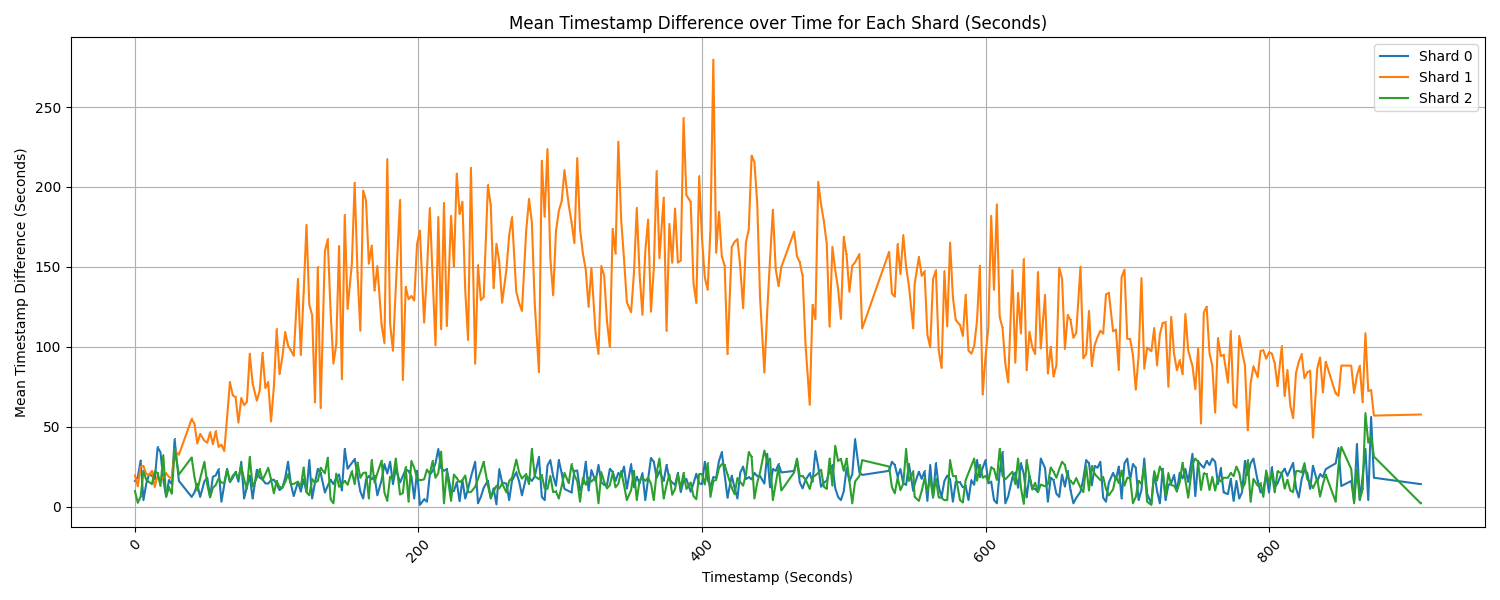 Mean Timestamp Difference over Time for Each Shard (Seconds)
Shard 0
Shard 1
Shard 2
Mean Timestamp Difference (Seconds)
250
200
150
100
50
0
0
200
400
600
800
Timestamp (Seconds)